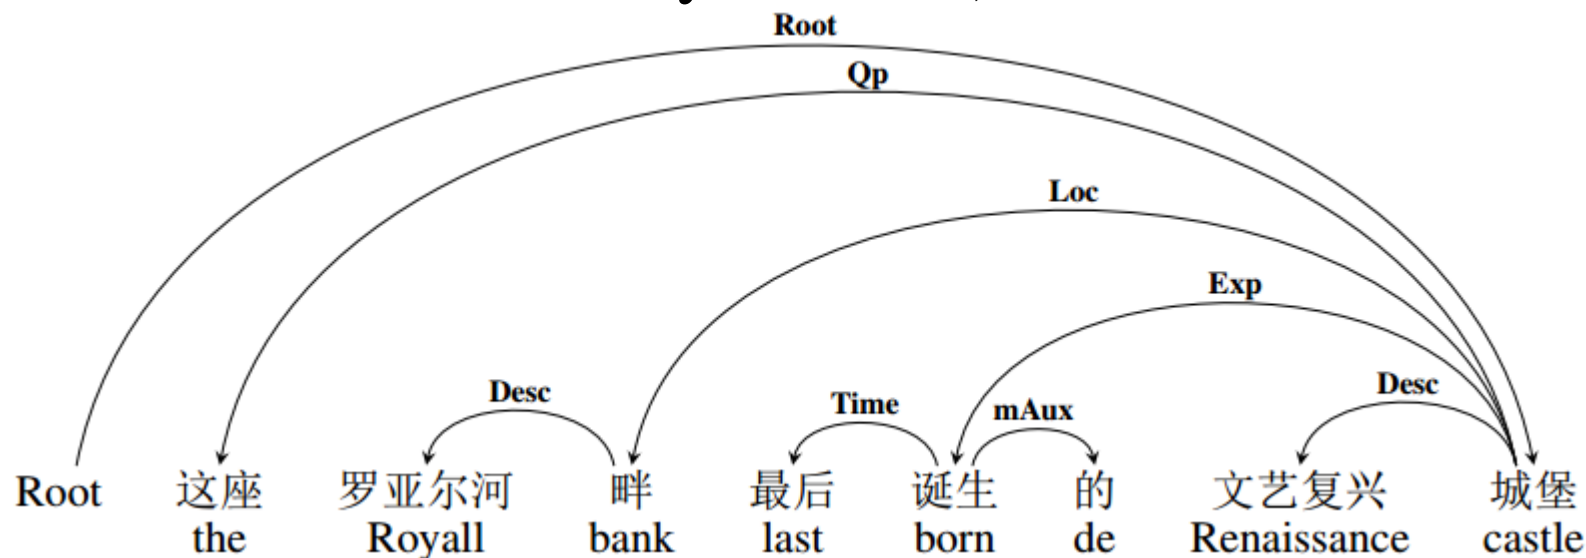 Root
Qp
Loc
Exp
Desc
Time
mAux
Desc
Root 这座 罗亚尔河 畔 最后 诞生 的 文艺复兴 城堡
the Royall bank last born de Renaissance castle